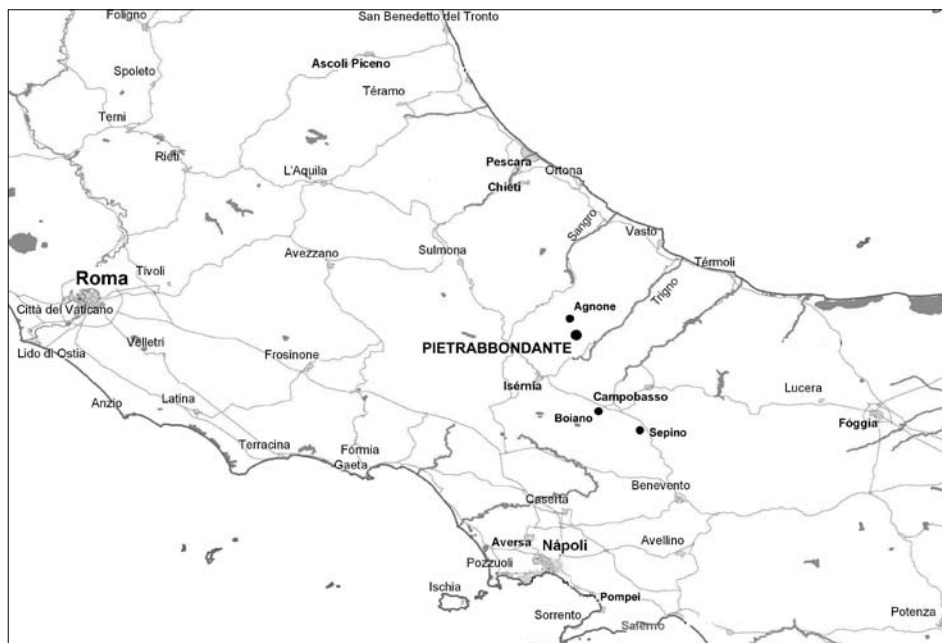 Foligno
San Benedetto del Tronto
Spoleto
Ascoli Piceno
Téramo
Terni
Rieti
L'Aquila
Pescara
Ortona
Chieti
Sangro
Vasto
Sulmona
Avezzano
Térmoli
Tívoli
Roma
Trigno
Città del Vaticano
Agnone
Velletri
PIETRABBONDANTE
Lido di Ostia
Frosinone
Isérnia
Campobasso
Lucera
Anzio
Latina
Boiano
Fóggia
Sepino
Terracina
Fórmia
Gaeta
Benevento
Caserta
Aversa
Nápoli
Avellino
Pozzuoli
Ischia
Pompei
Sorrento
Salerno
Potenza